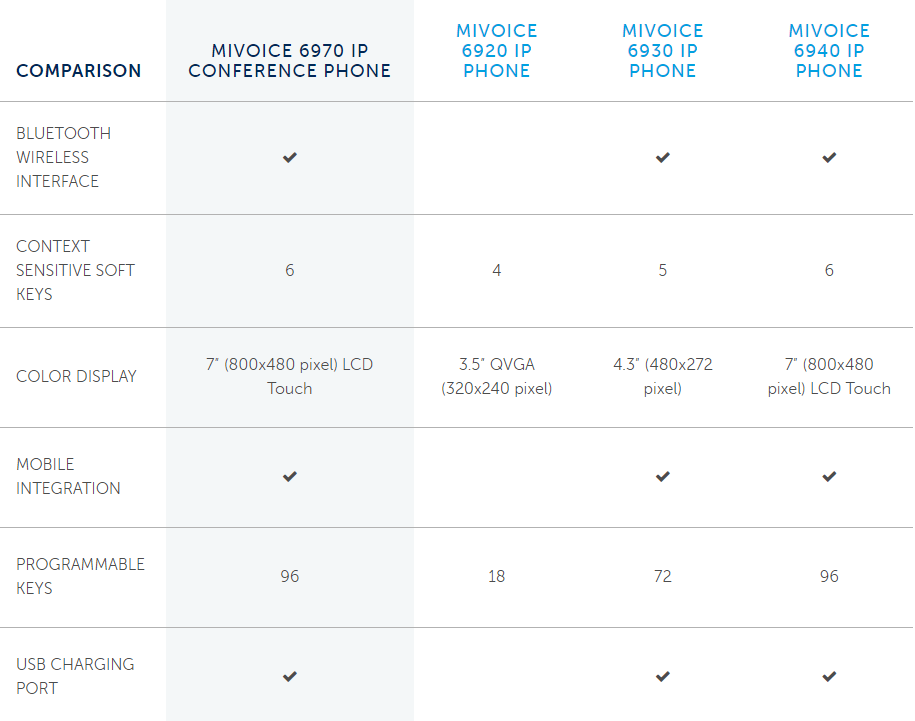 COMPARISON
MIVOICE 6970 IP
CONFERENCE PHONE
MIVOICE
6920 IP
PHONE
MIVOICE
6930 IP
PHONE
MIVOICE
6940 IP
PHONE
BLUETOOTH
WIRELESS
INTERFACE
✔ ✔ ✔
CONTEXT
SENSITIVE SOFT
KEYS
6 4 5 6
COLOR DISPLAY
7" (800x480 pixel) LCD
Touch
3.5" QVGA
(320x240 pixel)
4.3" (480x272
pixel)
7" (800x480
pixel) LCD Touch
MOBILE
INTEGRATION
✔ ✔ ✔
PROGRAMMABLE
KEYS
96 18 72 96
USB CHARGING
PORT
✔ ✔ ✔